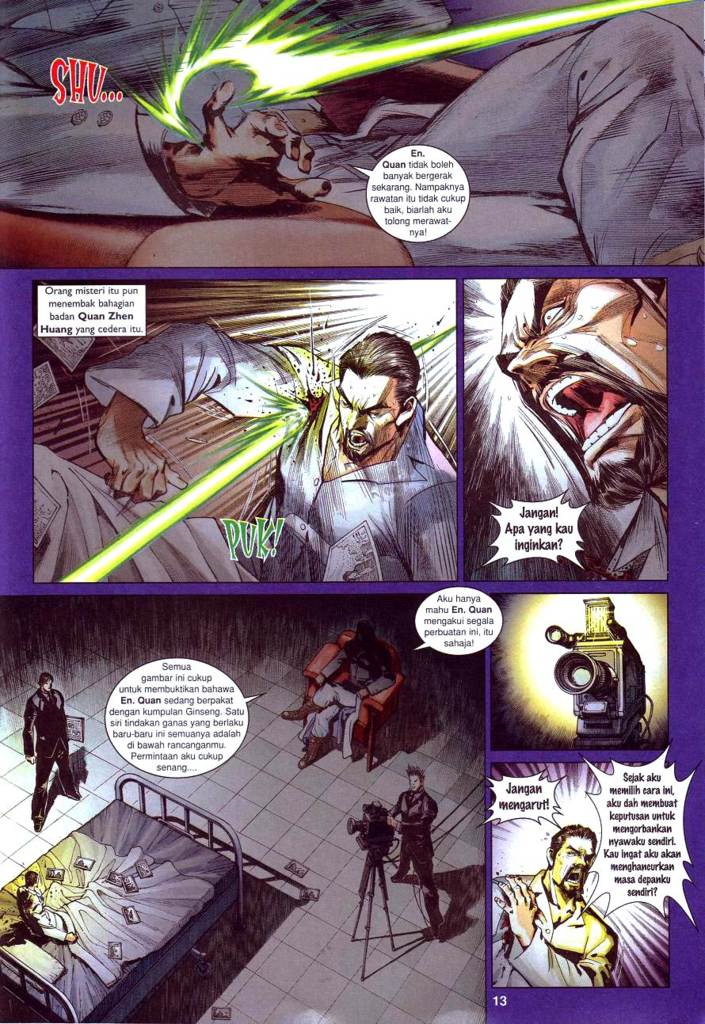 SHU...
En.
Quan tidak boleh
banyak bergerak
sekarang. Nampaknya
rawatan itu tidak cukup
baik, biarlah aku
tolong merawat-
nya!
Orang misteri itu pun
menembak bahagian
badan Quan Zhen
Huang yang cedera itu.
PUK!
Jangan!
Apa yang kau
inginkan?
Aku hanya
mahu En. Quan
mengakui segala
perbuatan ini, itu
sahaja!
Semua
gambar ini cukup
untuk membuktikan bahawa
En. Quan sedang berpakat
dengan kumpulan Ginseng. Satu
siri tindakan ganas yang berlaku
baru-baru ini semuanya adalah
di bawah rancanganmu.
Permintaan aku cukup
senang....
Jangan
mengarut!
Sejak aku
memilih cara ini,
aku dah membuat
keputusan untuk
mengorbankan
nyawaku sendiri.
Kau ingat aku akan
menghancurkan
masa depanku
sendiri?
13